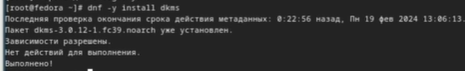 [root@fedora ~]# dnf -y install dkms
Последняя проверка окончания срока действия метаданных: 0:22:56 назад, Пн 19 фев 2024 13:06:13.
Пакет dkms-3.0.12-1.fc39.noarch уже установлен.
Зависимости разрешены.
Нет действий для выполнения.
Выполнено!